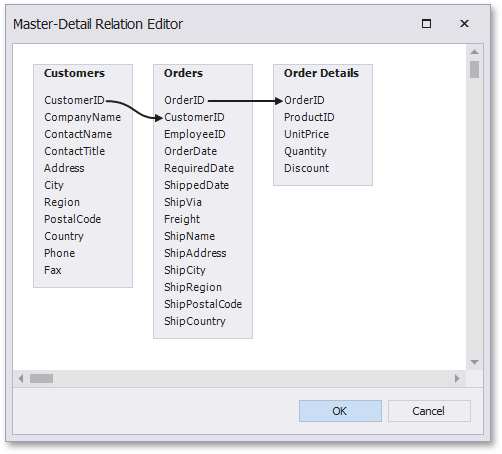 Master-Detail Relation Editor
Customers
CustomerID
CompanyName
ContactName
ContactTitle
Address
City
Region
PostalCode
Country
Phone
Fax
Orders
OrderID
CustomerID
EmployeeID
OrderDate
RequiredDate
ShippedDate
ShipVia
Freight
ShipName
ShipAddress
ShipCity
ShipRegion
ShipPostalCode
ShipCountry
Order Details
OrderID
ProductID
UnitPrice
Quantity
Discount
OK
Cancel